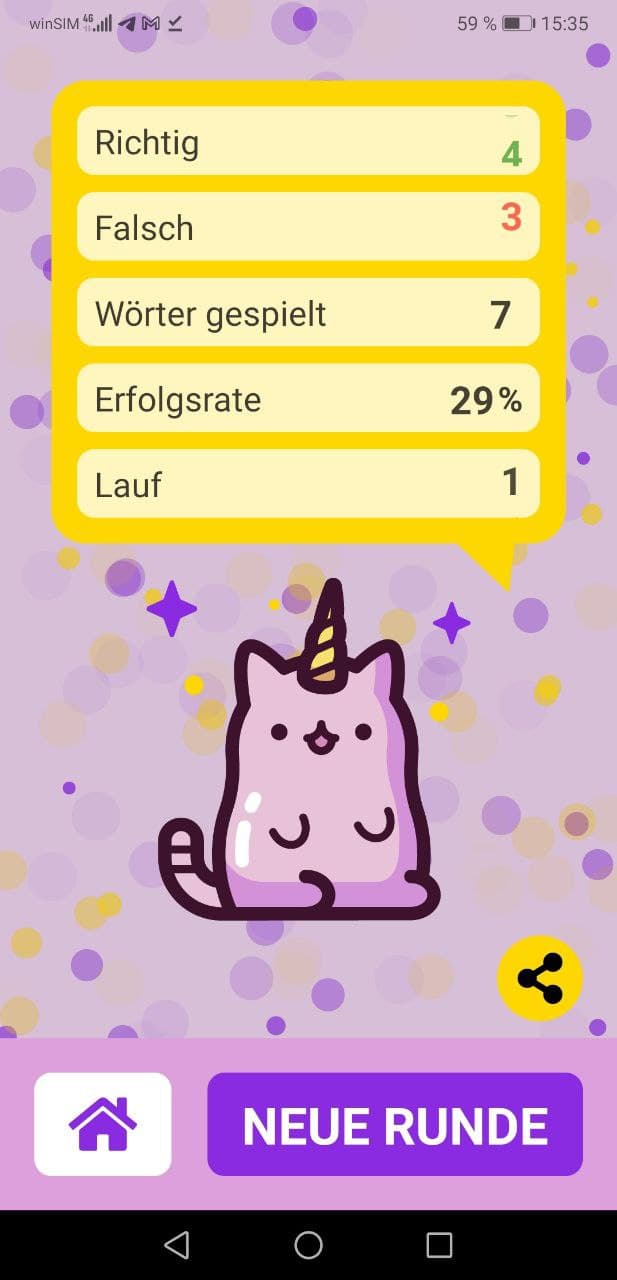 winSIM 4G 59 % 15:35
Richtig 4
Falsch 3
Wörter gespielt 7
Erfolgsrate 29%
Lauf 1
NEUE RUNDE